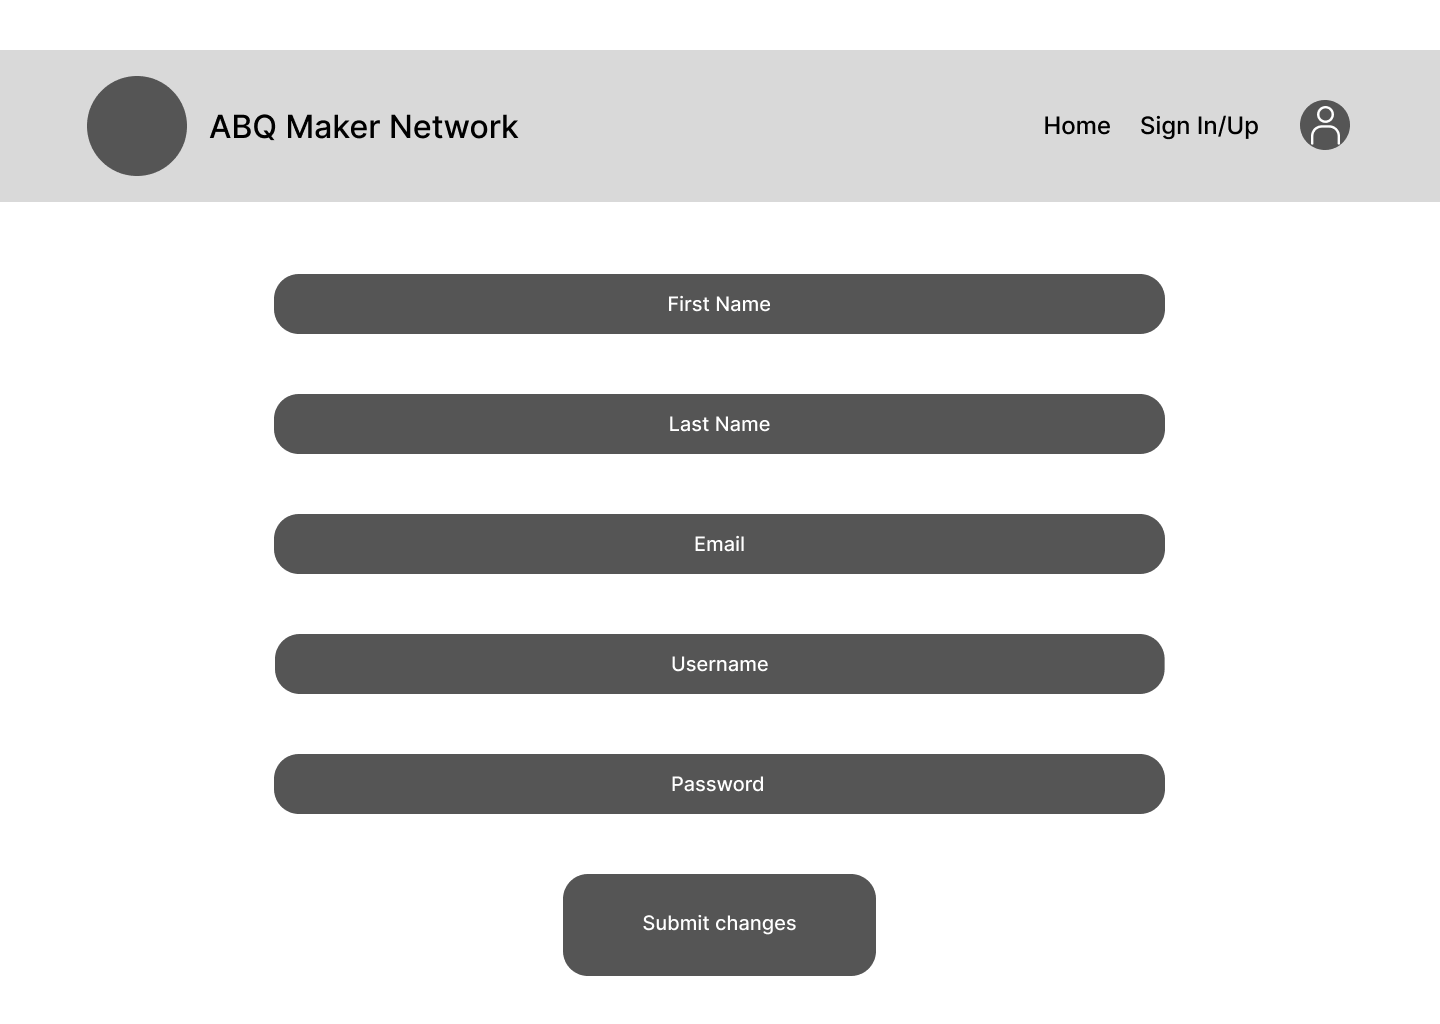 ABQ Maker Network
Home Sign In/Up
First Name
Last Name
Email
Username
Password
Submit changes